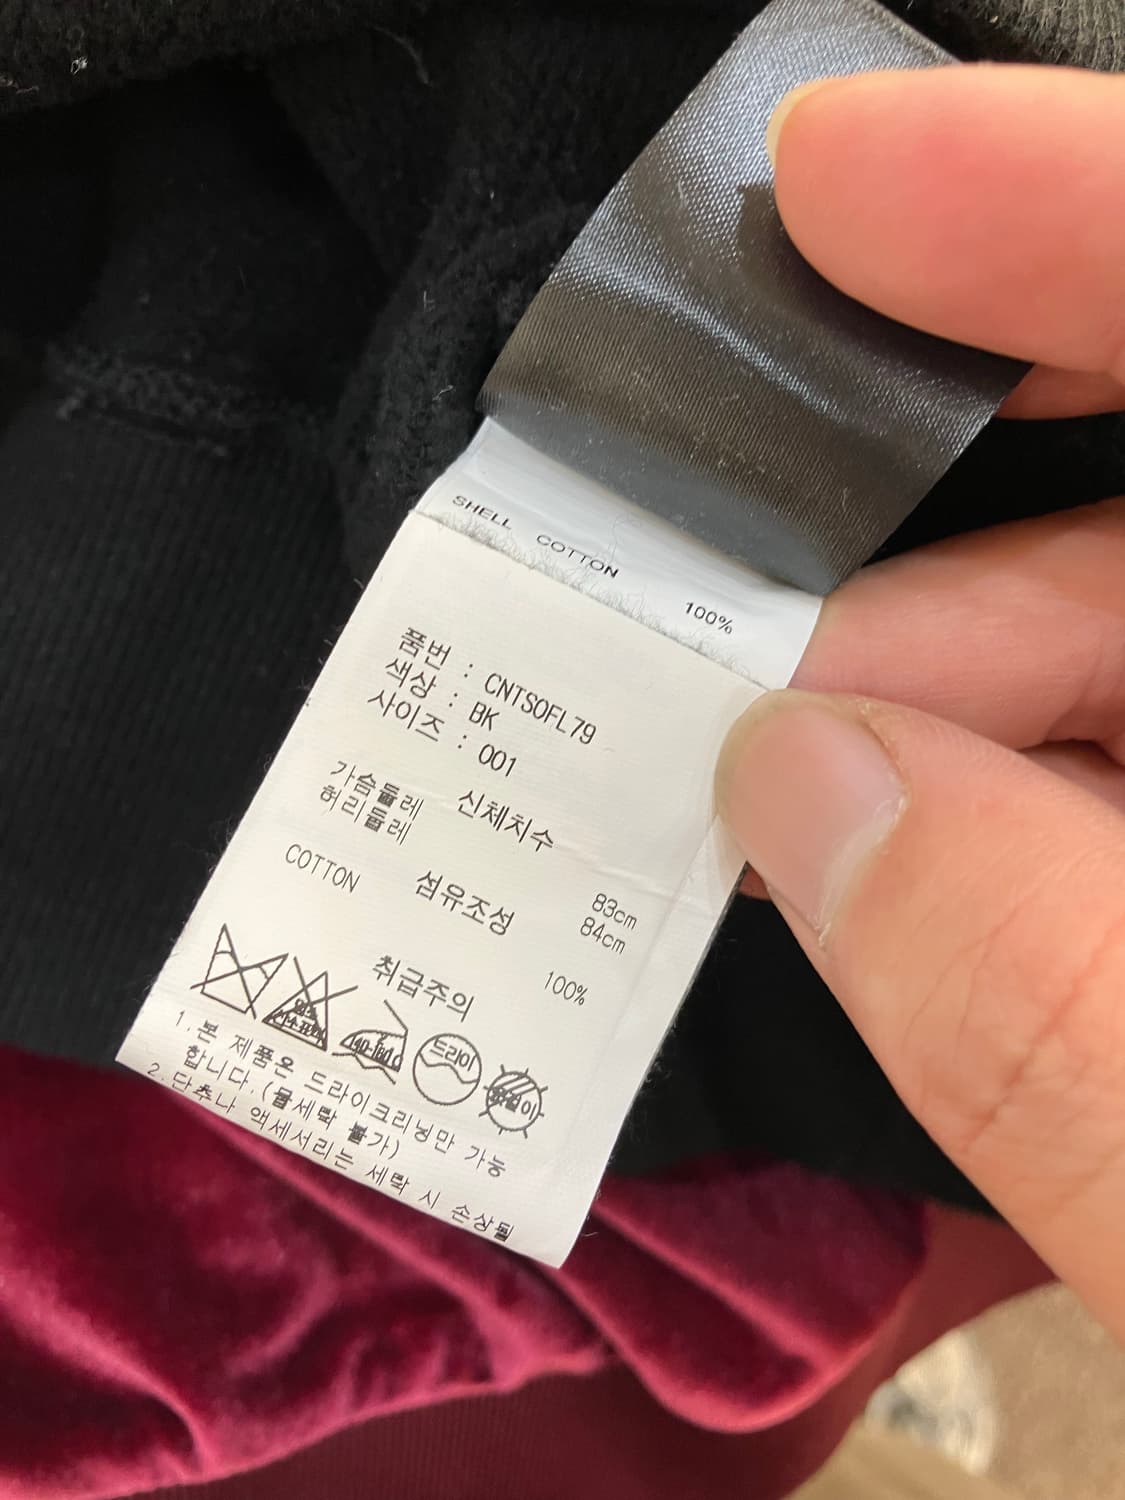 SHELL COTTON 100%
품번 : CNTSOFL79
색상 : BK
사이즈 : 001
신체치수
가슴둘레 83cm
허리둘레 84cm
섬유조성
COTTON 100%
취급주의
140-160℃ 드라이
1.본 제품은 드라이크리닝만 가능
합니다.(물세탁 불가)
2.단추나 액세서리는 세탁 시 손상될